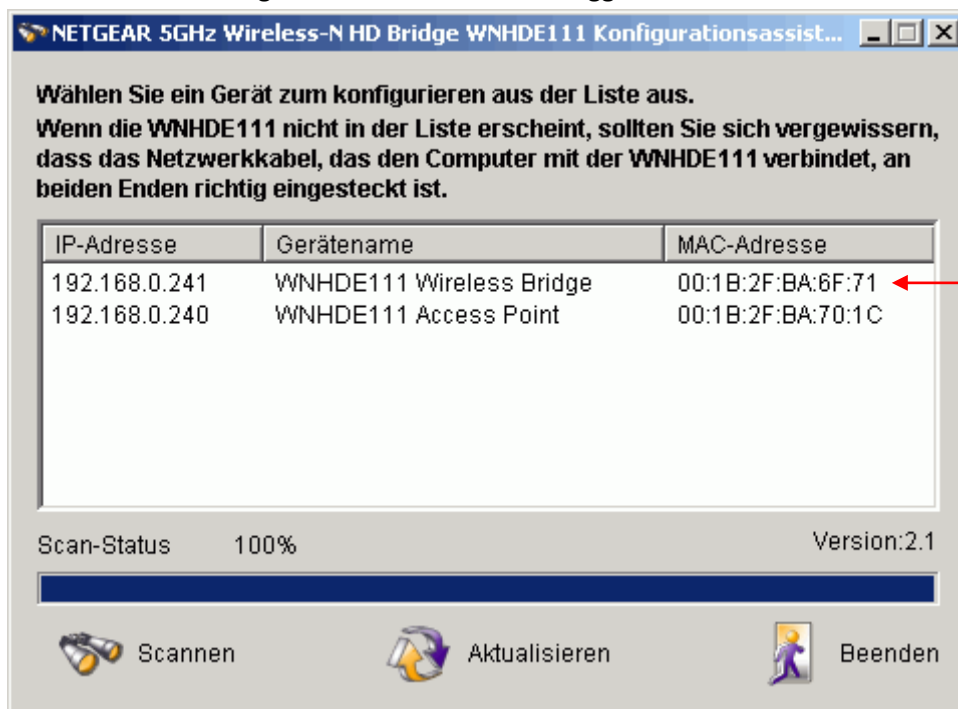 NETGEAR 5GHz Wireless-N HD Bridge WNHDE111 Konfigurationsassist...
Wählen Sie ein Gerät zum konfigurieren aus der Liste aus.
Wenn die WNHDE111 nicht in der Liste erscheint, sollten Sie sich vergewissern,
dass das Netzwerkkabel, das den Computer mit der WNHDE111 verbindet, an
beiden Enden richtig eingesteckt ist.
IP-Adresse Gerätename MAC-Adresse
192.168.0.241 WNHDE111 Wireless Bridge 00:1B:2F:BA:6F:71
192.168.0.240 WNHDE111 Access Point 00:1B:2F:BA:70:1C
Scan-Status 100% Version:2.1
Scannen Aktualisieren Beenden